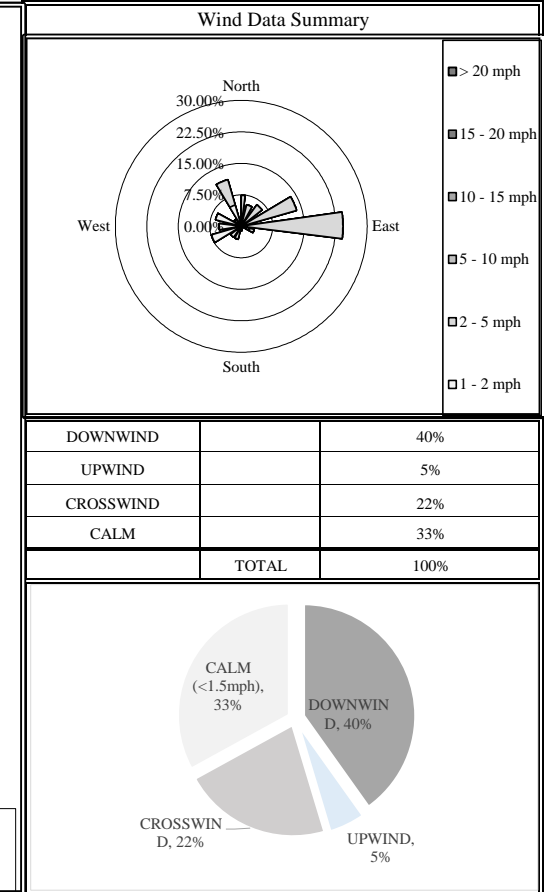 Wind Data Summary
North
30.00%
22.50%
15.00%
7.50%
0.00%
West
East
South
> 20 mph
15 - 20 mph
10 - 15 mph
5 - 10 mph
2 - 5 mph
1 - 2 mph
DOWNWIND 40%
UPWIND 5%
CROSSWIND 22%
CALM 33%
TOTAL 100%
CALM
(<1.5mph),
33%
DOWNWIN
D, 40%
CROSSWIN
D, 22%
UPWIND,
5%